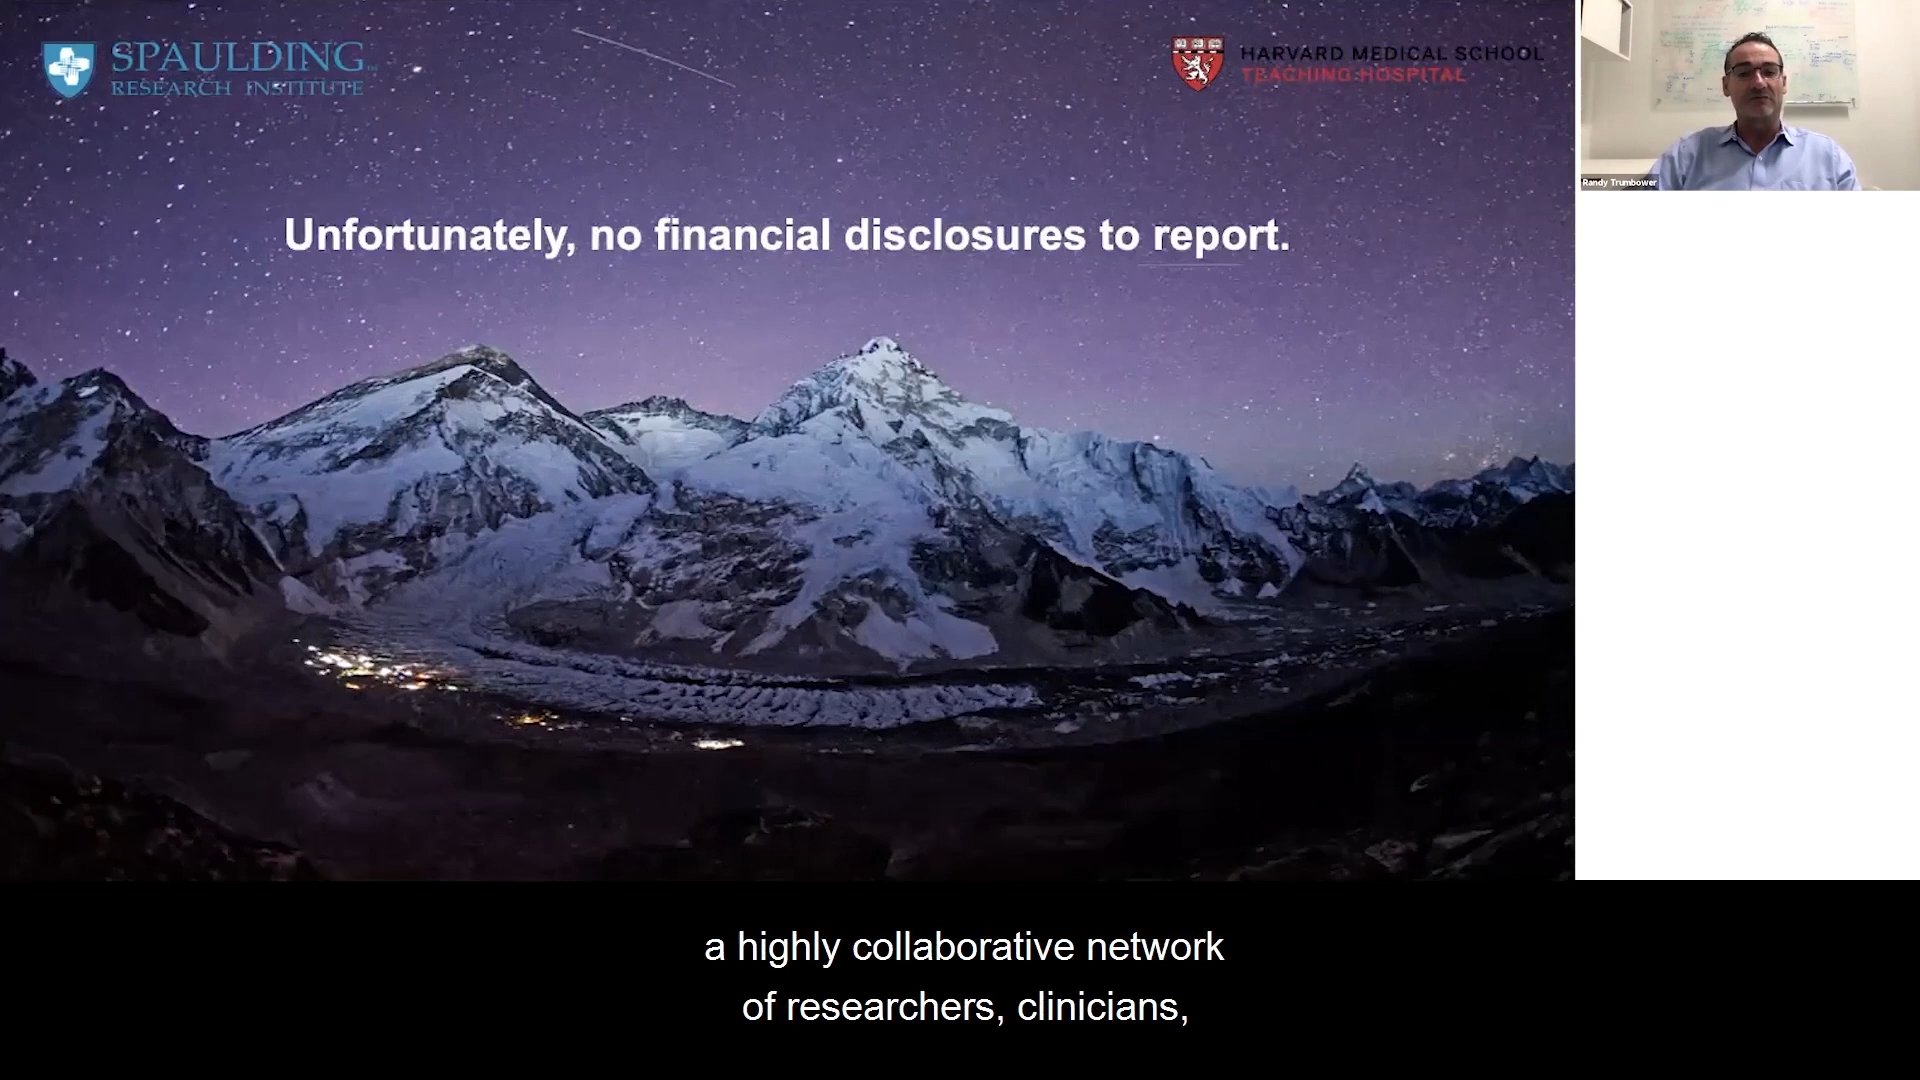 SPAULDING
RESEARCH INSTITUTE
HARVARD MEDICAL SCHOOL
TEACHING HOSPITAL
Unfortunately, no financial disclosures to report.
Randy Trumbower
a highly collaborative network
of researchers, clinicians,